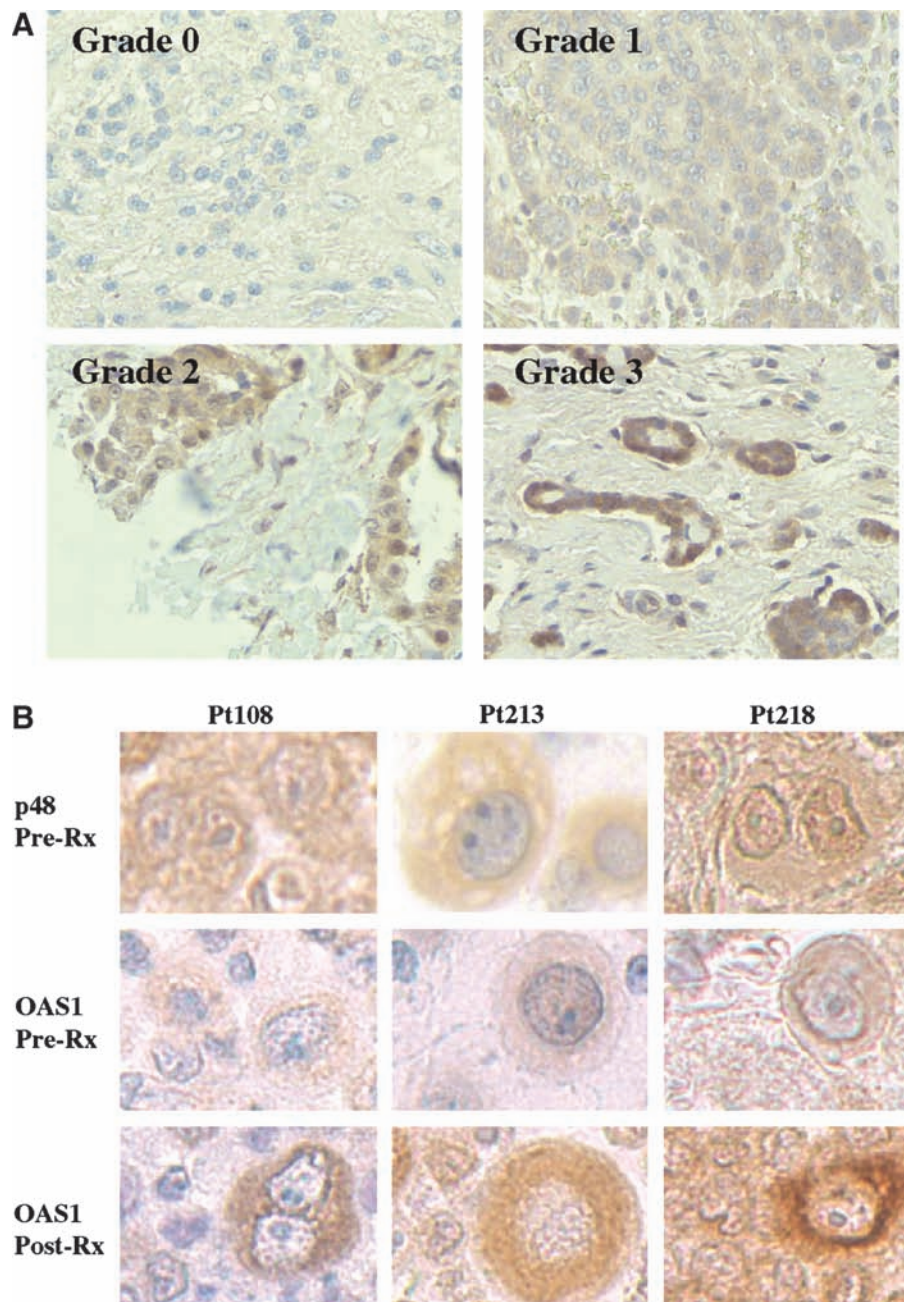 A
Grade 0
Grade 1
Grade 2
Grade 3
B
Pt108 Pt213 Pt218
p48
Pre-Rx
OAS1
Pre-Rx
OAS1
Post-Rx